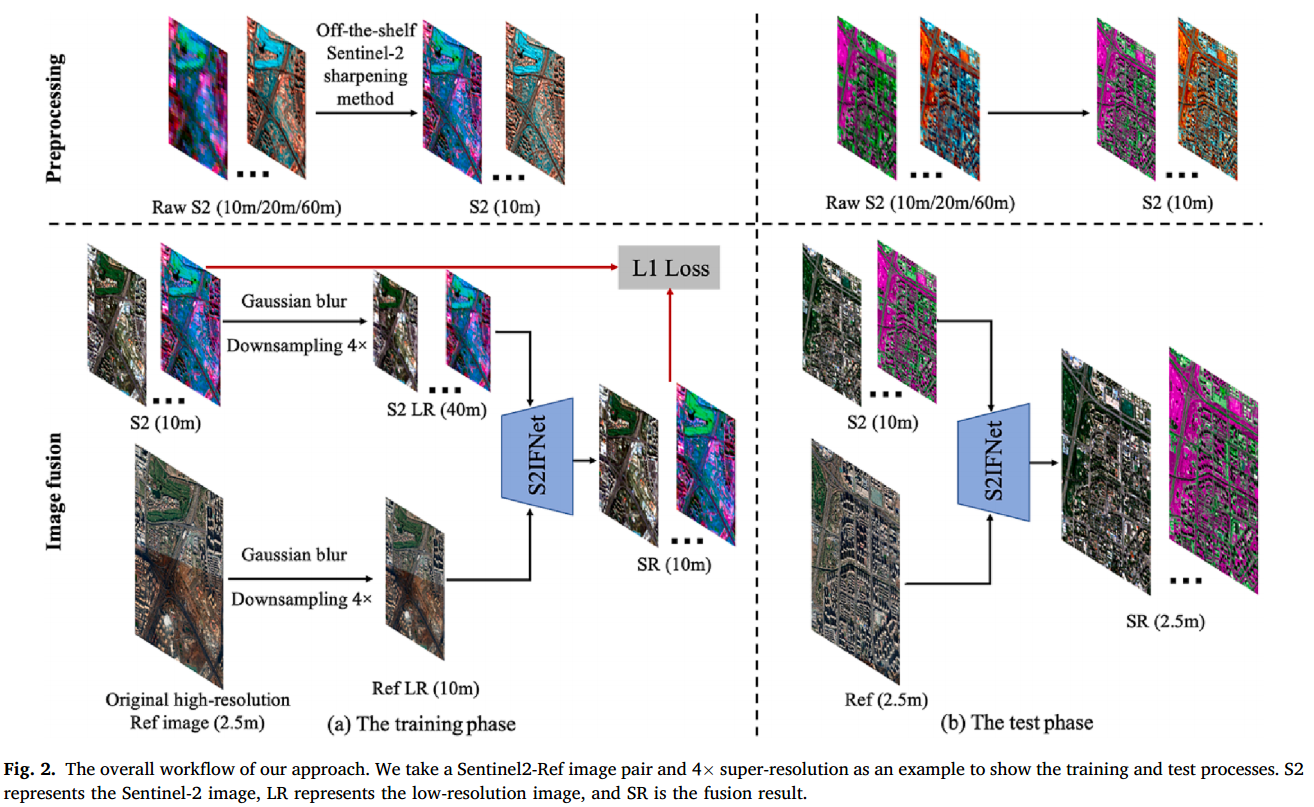 Preprocessing
Off-the-shelf
Sentinel-2
sharpening
method
Raw S2 (10m/20m/60m)
S2 (10m)
Raw S2 (10m/20m/60m)
S2 (10m)
Image fusion
L1 Loss
Gaussian blur
Downsampling 4×
S2 (10m)
S2 LR (40m)
S2IFNet
SR (10m)
Gaussian blur
Downsampling 4×
Original high-resolution
Ref image (2.5m)
Ref LR (10m)
(a) The training phase
S2 (10m)
S2IFNet
Ref (2.5m)
SR (2.5m)
(b) The test phase
Fig. 2. The overall workflow of our approach. We take a Sentinel2-Ref image pair and 4× super-resolution as an example to show the training and test processes. S2
represents the Sentinel-2 image, LR represents the low-resolution image, and SR is the fusion result.